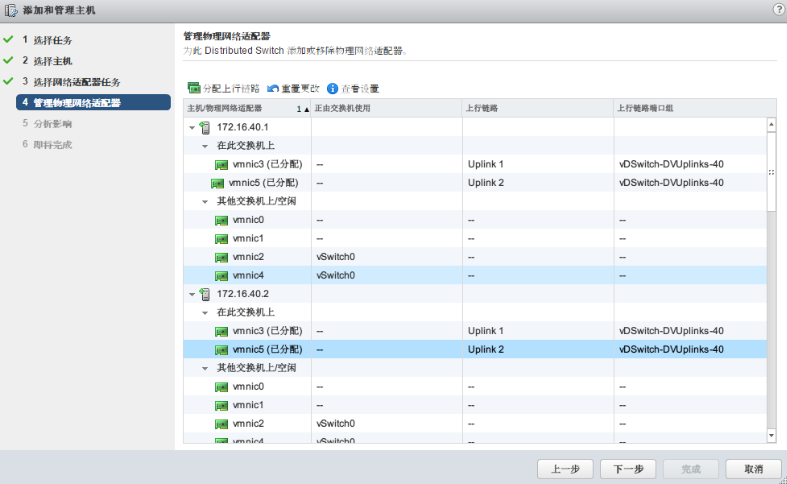 添加和管理主机
?
1 选择任务
2 选择主机
3 选择网络适配器任务
4 管理物理网络适配器
5 分析影响
6 即将完成
管理物理网络适配器
为此 Distributed Switch 添加或移除物理网络适配器。
分配上行链路 重置更改 查看设置
主机/物理网络适配器 1▲ 正由交换机使用 上行链路 上行链路端口组
172.16.40.1
在此交换机上
vmnic3 (已分配) -- Uplink 1 vDSwitch-DVUplinks-40
vmnic5 (已分配) -- Uplink 2 vDSwitch-DVUplinks-40
其他交换机上/空闲
vmnic0 -- -- --
vmnic1 -- -- --
vmnic2 vSwitch0 -- --
vmnic4 vSwitch0 -- --
172.16.40.2
在此交换机上
vmnic3 (已分配) -- Uplink 1 vDSwitch-DVUplinks-40
vmnic5 (已分配) -- Uplink 2 vDSwitch-DVUplinks-40
其他交换机上/空闲
vmnic0 -- -- --
vmnic1 -- -- --
vmnic2 vSwitch0 -- --
vmnic4 vSwitch0 -- --
上一步 下一步 完成 取消